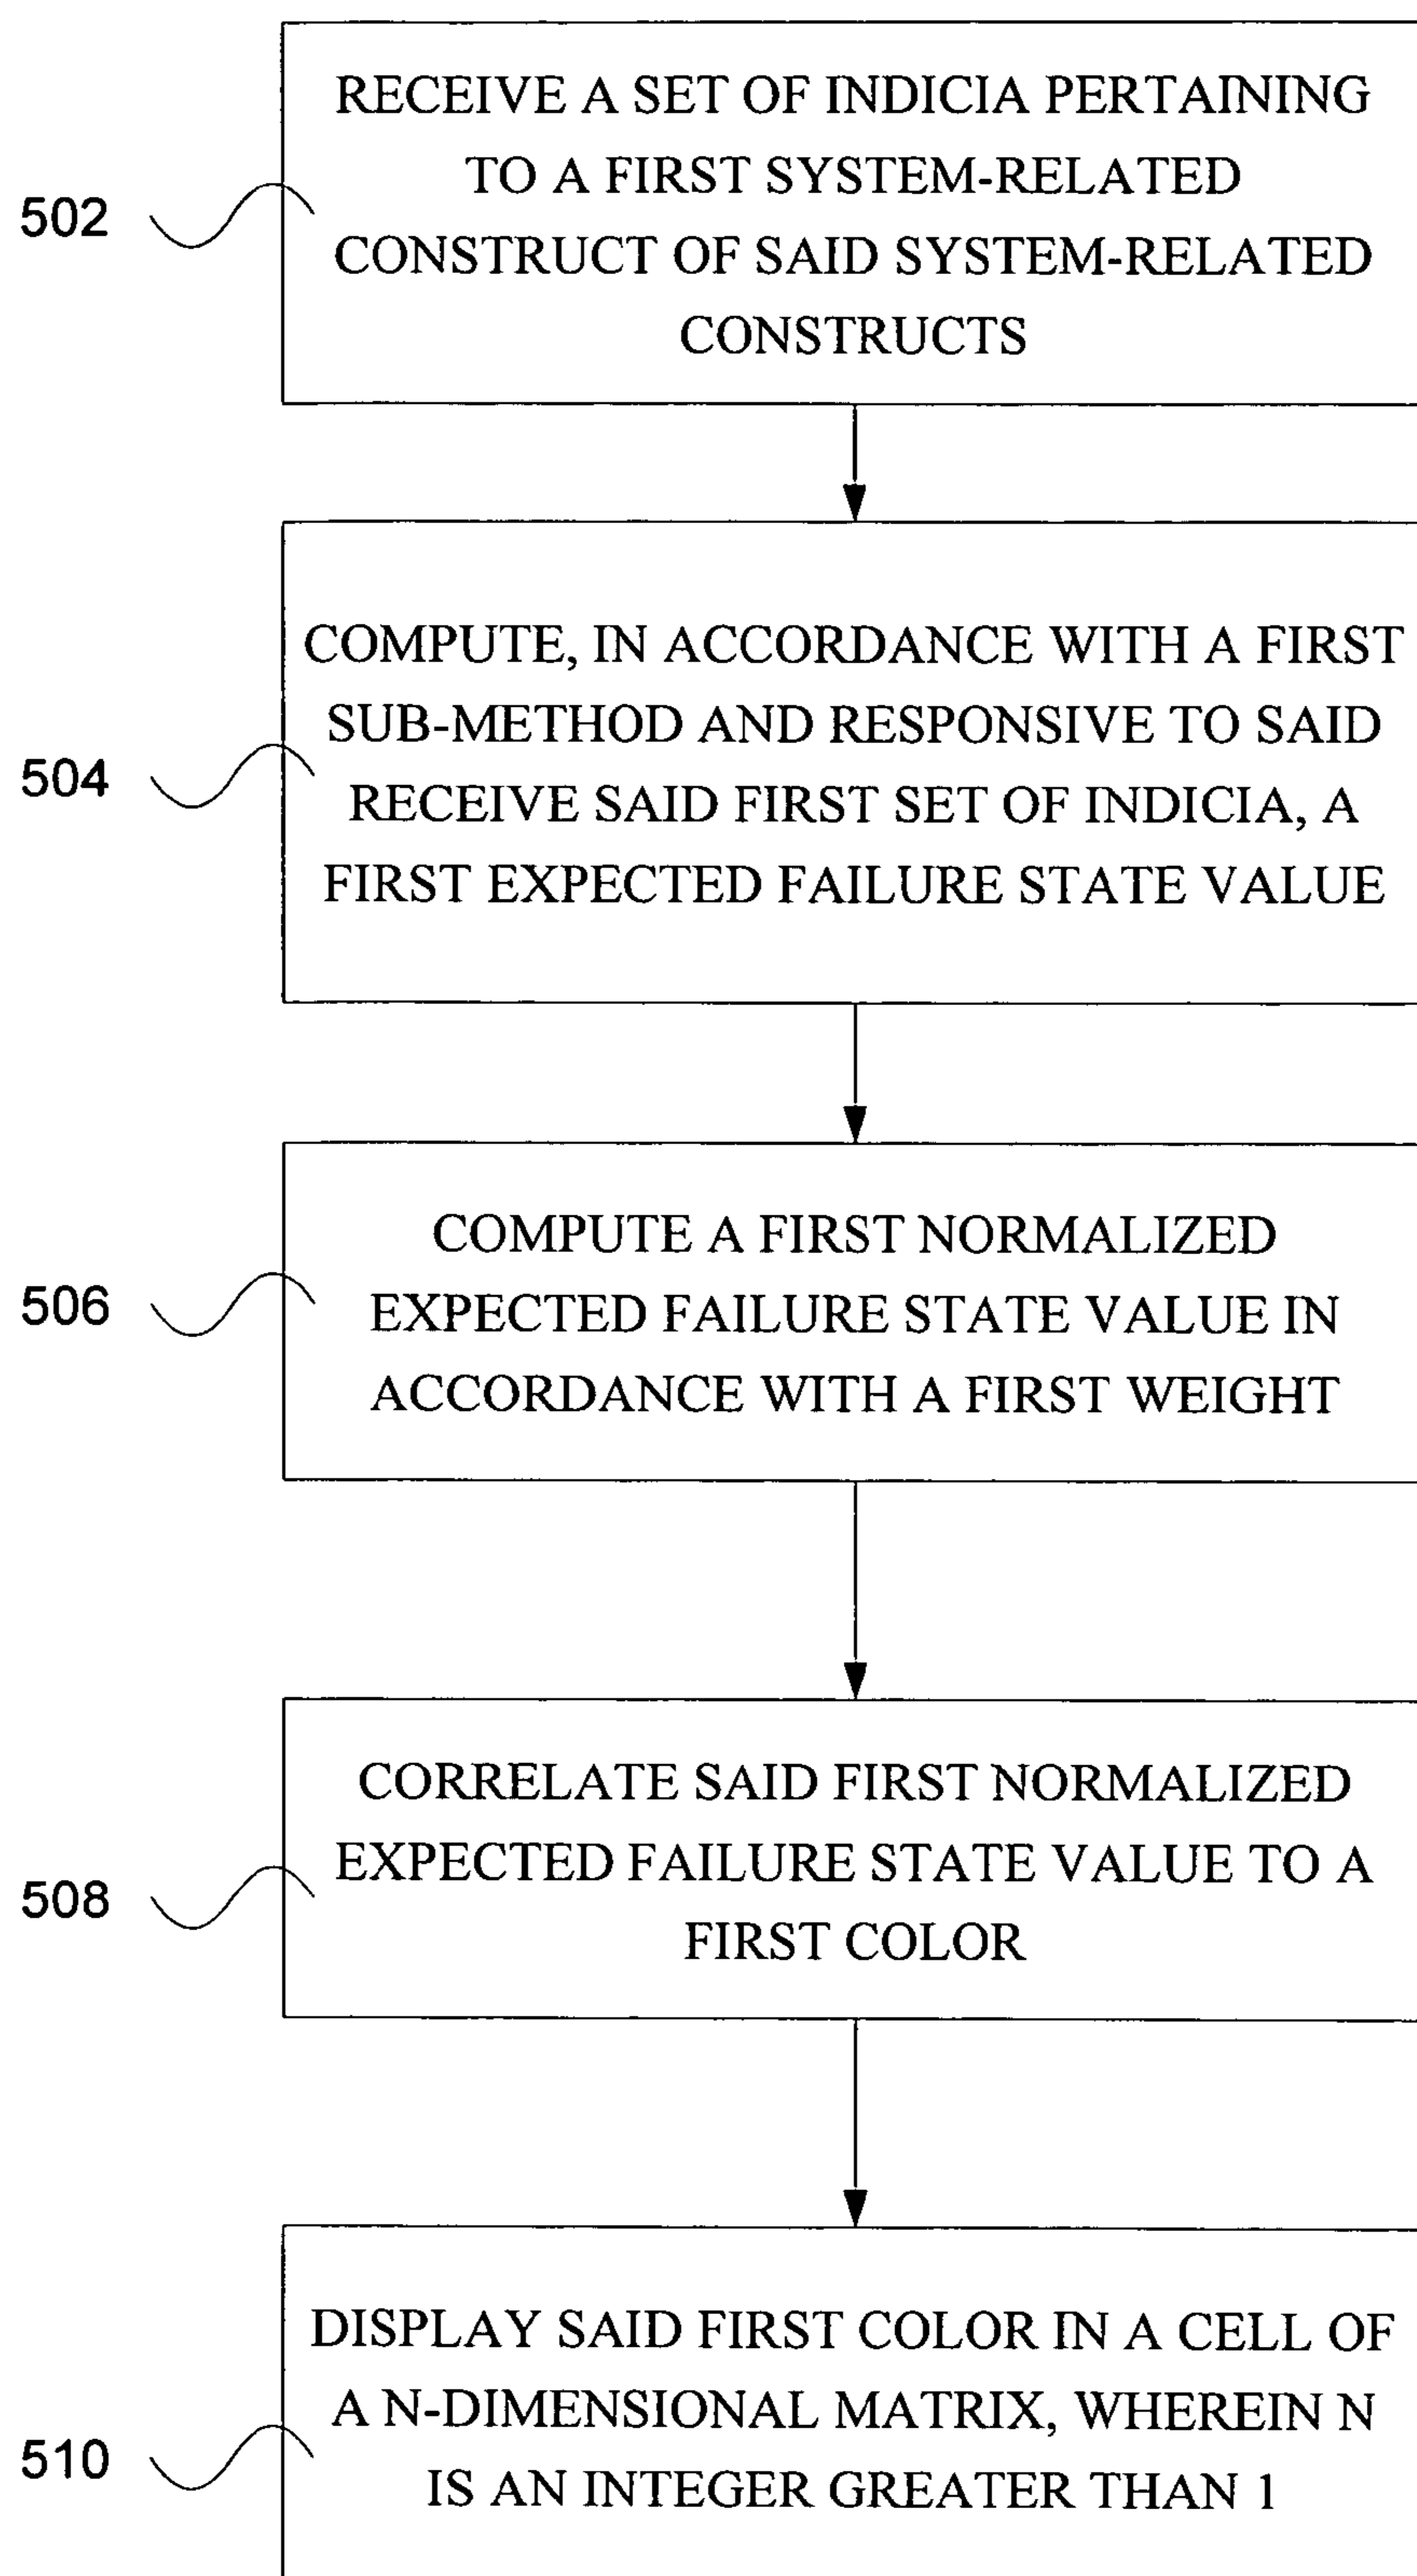 RECEIVE A SET OF INDICIA PERTAINING
TO A FIRST SYSTEM-RELATED
CONSTRUCT OF SAID SYSTEM-RELATED
CONSTRUCTS
502
COMPUTE, IN ACCORDANCE WITH A FIRST
SUB-METHOD AND RESPONSIVE TO SAID
RECEIVE SAID FIRST SET OF INDICIA, A
FIRST EXPECTED FAILURE STATE VALUE
504
COMPUTE A FIRST NORMALIZED
EXPECTED FAILURE STATE VALUE IN
ACCORDANCE WITH A FIRST WEIGHT
506
CORRELATE SAID FIRST NORMALIZED
EXPECTED FAILURE STATE VALUE TO A
FIRST COLOR
508
DISPLAY SAID FIRST COLOR IN A CELL OF
A N-DIMENSIONAL MATRIX, WHEREIN N
IS AN INTEGER GREATER THAN 1
510